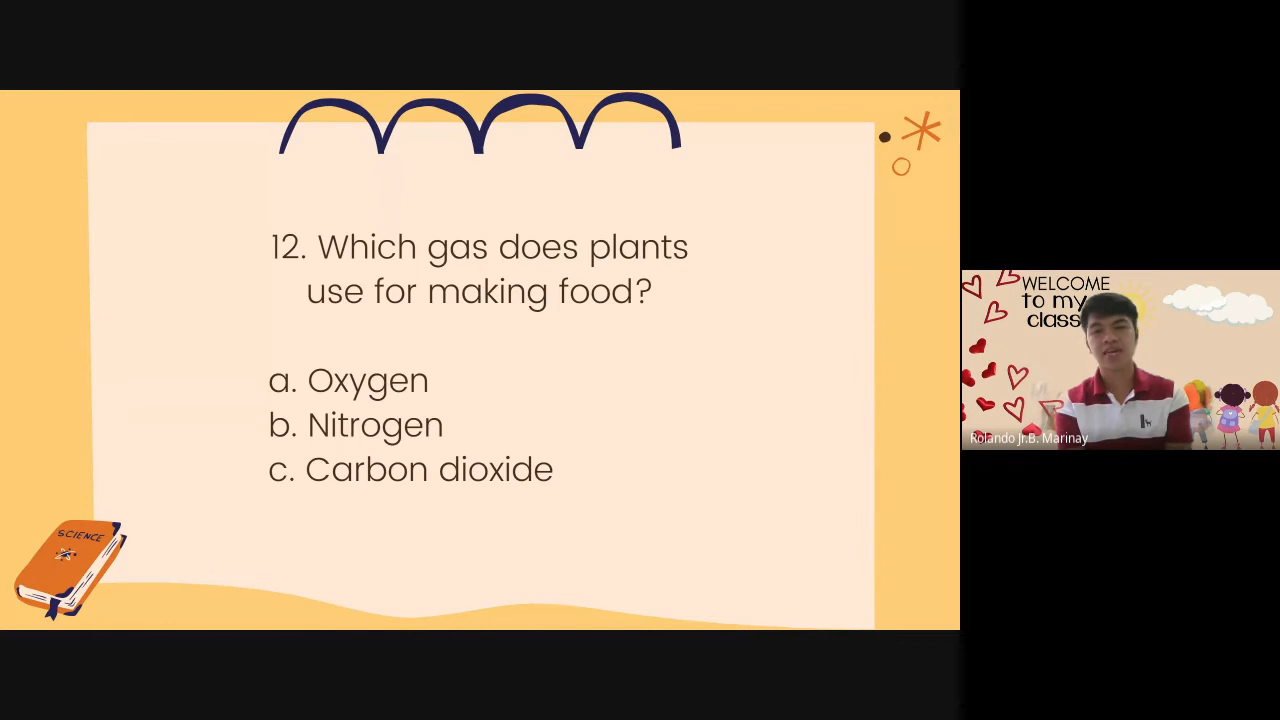 12. Which gas does plants
use for making food?
a. Oxygen
b. Nitrogen
c. Carbon dioxide
SCIENCE
WELCOME
to my
class
Rolando Jr.B. Marinay